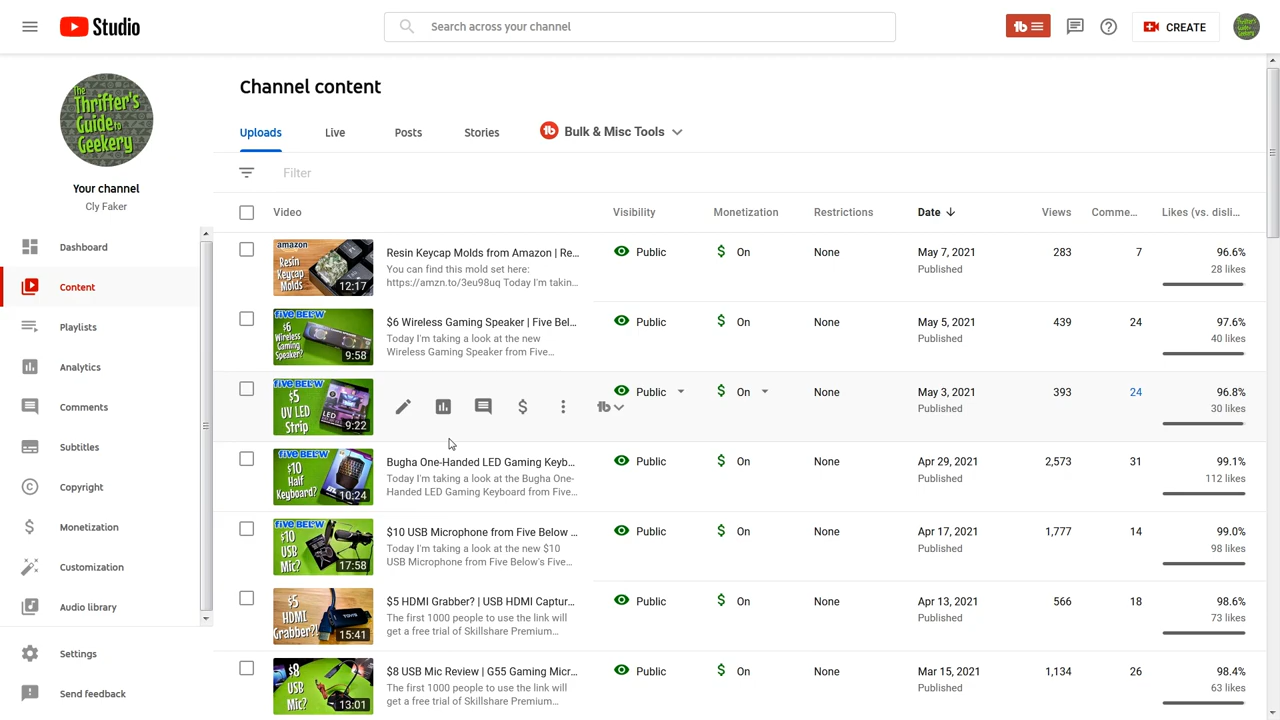 Studio
Search across your channel
CREATE
The Thrifter's Guide to Geekery
Your channel
Cly Faker
Dashboard
Content
Playlists
Analytics
Comments
Subtitles
Copyright
Monetization
Customization
Audio library
Settings
Send feedback
Channel content
Uploads
Live
Posts
Stories
tb
Bulk & Misc Tools
Filter
Video
Visibility
Monetization
Restrictions
Date
Views
Comme...
Likes (vs. disli...
amazon Resin Keycap Molds 12:17
Resin Keycap Molds from Amazon | Re...
You can find this mold set here:
https://amzn.to/3eu98uq Today I'm takin...
Public
On
None
May 7, 2021
Published
283
7
96.6%
28 likes
five BEL°W $6 Wireless Gaming Speaker? 9:58
$6 Wireless Gaming Speaker | Five Bel...
Today I'm taking a look at the new
Wireless Gaming Speaker from Five...
Public
On
None
May 5, 2021
Published
439
24
97.6%
40 likes
five BEL°W $5 UV LED Strip LED 9:22
tb
Public
On
None
May 3, 2021
Published
393
24
96.8%
30 likes
five BEL°W $10 Half Keyboard? 10:24
Bugha One-Handed LED Gaming Keyb...
Today I'm taking a look at the Bugha One-
Handed LED Gaming Keyboard from Five...
Public
On
None
Apr 29, 2021
Published
2,573
31
99.1%
112 likes
five BEL°W $10 USB Mic? 17:58
$10 USB Microphone from Five Below ...
Today I'm taking a look at the new $10
USB Microphone from Five Below's Five...
Public
On
None
Apr 17, 2021
Published
1,777
14
99.0%
98 likes
$5 HDMI Grabber?! 15:41
$5 HDMI Grabber? | USB HDMI Captur...
The first 1000 people to use the link will
get a free trial of Skillshare Premium...
Public
On
None
Apr 13, 2021
Published
566
18
98.6%
73 likes
$8 USB Mic? 13:01
$8 USB Mic Review | G55 Gaming Micr...
The first 1000 people to use the link will
get a free trial of Skillshare Premium...
Public
On
None
Mar 15, 2021
Published
1,134
26
98.4%
63 likes